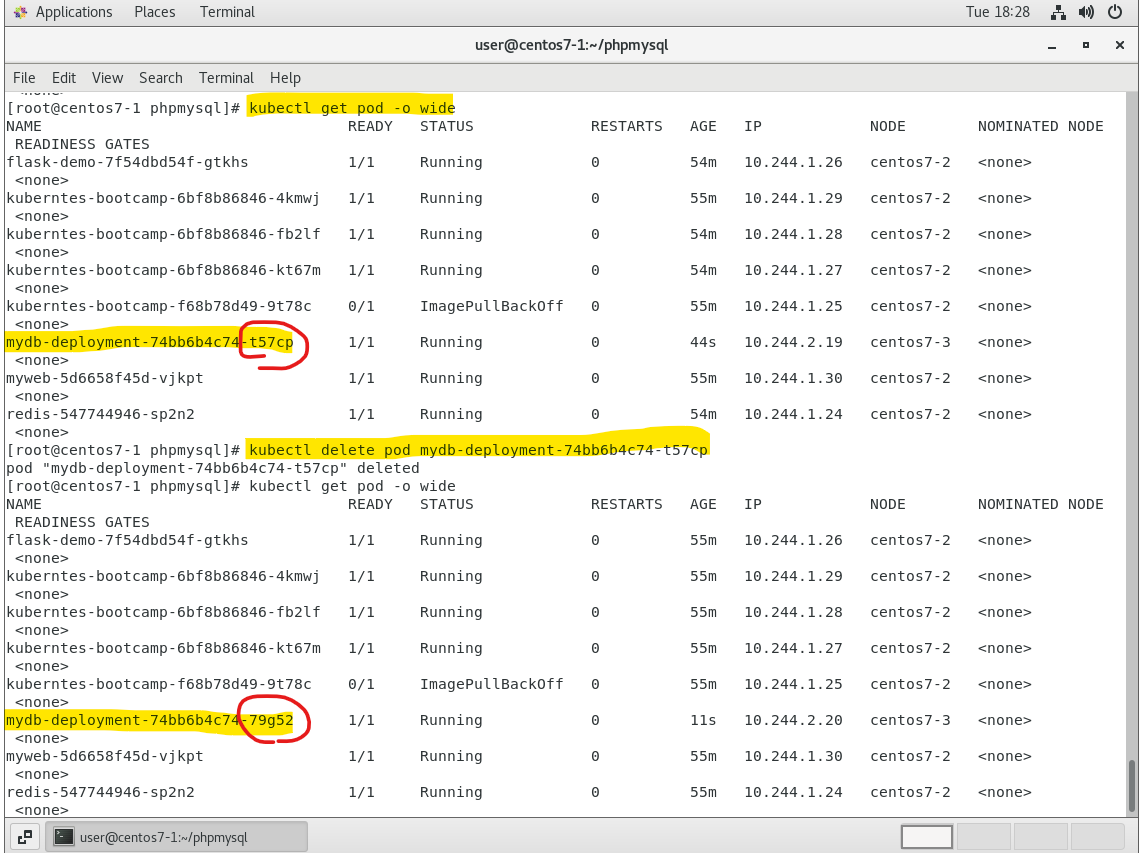 Applications Places Terminal Tue 18:28
user@centos7-1:~/phpmysql
File Edit View Search Terminal Help
<none>
[root@centos7-1 phpmysql]# kubectl get pod -o wide
NAME READY STATUS RESTARTS AGE IP NODE NOMINATED NODE
READINESS GATES
flask-demo-7f54dbd54f-gtkhs 1/1 Running 0 54m 10.244.1.26 centos7-2 <none>
<none>
kuberntes-bootcamp-6bf8b86846-4kmwj 1/1 Running 0 55m 10.244.1.29 centos7-2 <none>
<none>
kuberntes-bootcamp-6bf8b86846-fb2lf 1/1 Running 0 54m 10.244.1.28 centos7-2 <none>
<none>
kuberntes-bootcamp-6bf8b86846-kt67m 1/1 Running 0 54m 10.244.1.27 centos7-2 <none>
<none>
kuberntes-bootcamp-f68b78d49-9t78c 0/1 ImagePullBackOff 0 55m 10.244.1.25 centos7-2 <none>
<none>
mydb-deployment-74bb6b4c74-t57cp 1/1 Running 0 44s 10.244.2.19 centos7-3 <none>
<none>
myweb-5d6658f45d-vjkpt 1/1 Running 0 55m 10.244.1.30 centos7-2 <none>
<none>
redis-547744946-sp2n2 1/1 Running 0 54m 10.244.1.24 centos7-2 <none>
<none>
[root@centos7-1 phpmysql]# kubectl delete pod mydb-deployment-74bb6b4c74-t57cp
pod "mydb-deployment-74bb6b4c74-t57cp" deleted
[root@centos7-1 phpmysql]# kubectl get pod -o wide
NAME READY STATUS RESTARTS AGE IP NODE NOMINATED NODE
READINESS GATES
flask-demo-7f54dbd54f-gtkhs 1/1 Running 0 55m 10.244.1.26 centos7-2 <none>
<none>
kuberntes-bootcamp-6bf8b86846-4kmwj 1/1 Running 0 55m 10.244.1.29 centos7-2 <none>
<none>
kuberntes-bootcamp-6bf8b86846-fb2lf 1/1 Running 0 55m 10.244.1.28 centos7-2 <none>
<none>
kuberntes-bootcamp-6bf8b86846-kt67m 1/1 Running 0 55m 10.244.1.27 centos7-2 <none>
<none>
kuberntes-bootcamp-f68b78d49-9t78c 0/1 ImagePullBackOff 0 55m 10.244.1.25 centos7-2 <none>
<none>
mydb-deployment-74bb6b4c74-79g52 1/1 Running 0 11s 10.244.2.20 centos7-3 <none>
<none>
myweb-5d6658f45d-vjkpt 1/1 Running 0 55m 10.244.1.30 centos7-2 <none>
<none>
redis-547744946-sp2n2 1/1 Running 0 55m 10.244.1.24 centos7-2 <none>
<none>
user@centos7-1:~/phpmysql